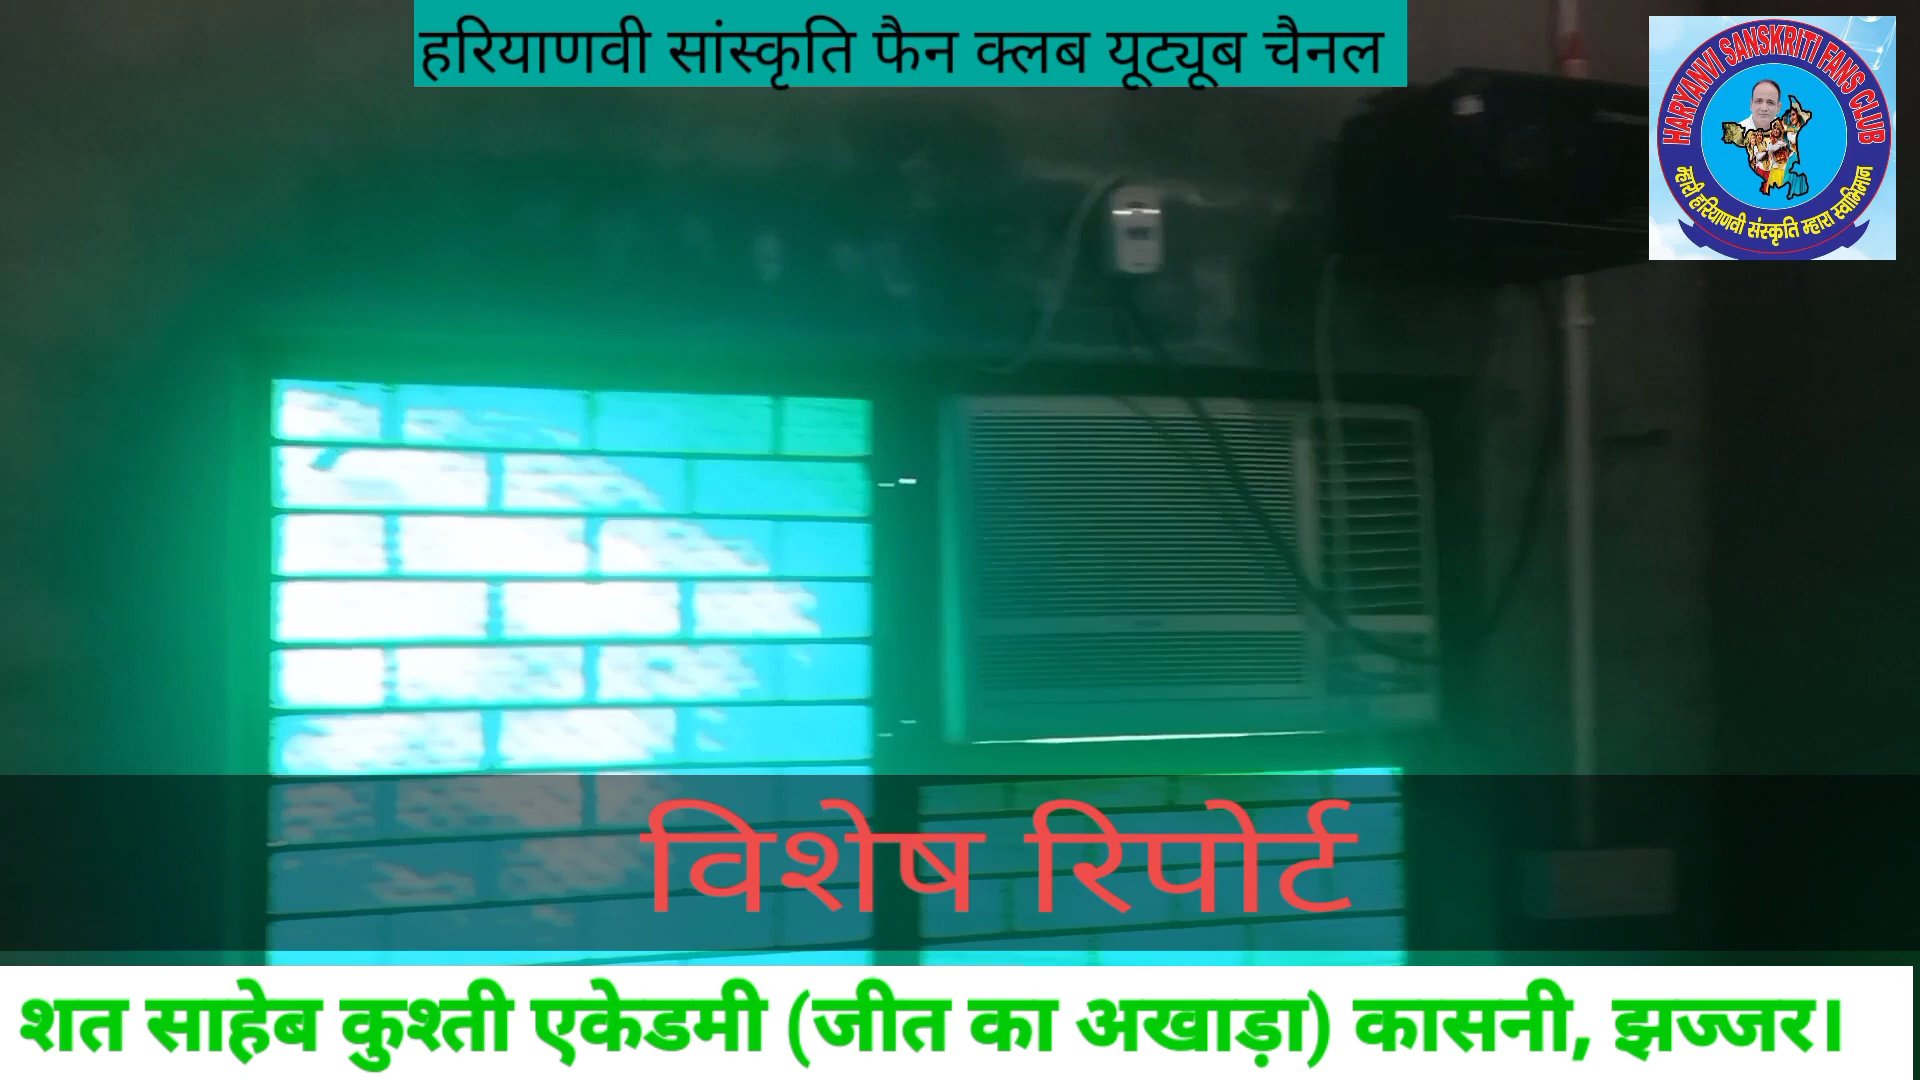 हरियाणवी सांस्कृति फैन क्लब यूट्यूब चैनल
HARYANVI SANSKRITI FANS CLUB
म्हारी हरियाणवी संस्कृति म्हारा स्वाभिमान
विशेष रिपोर्ट
शत साहेब कुश्ती एकेडमी (जीत का अखाड़ा) कासनी, झज्जर।